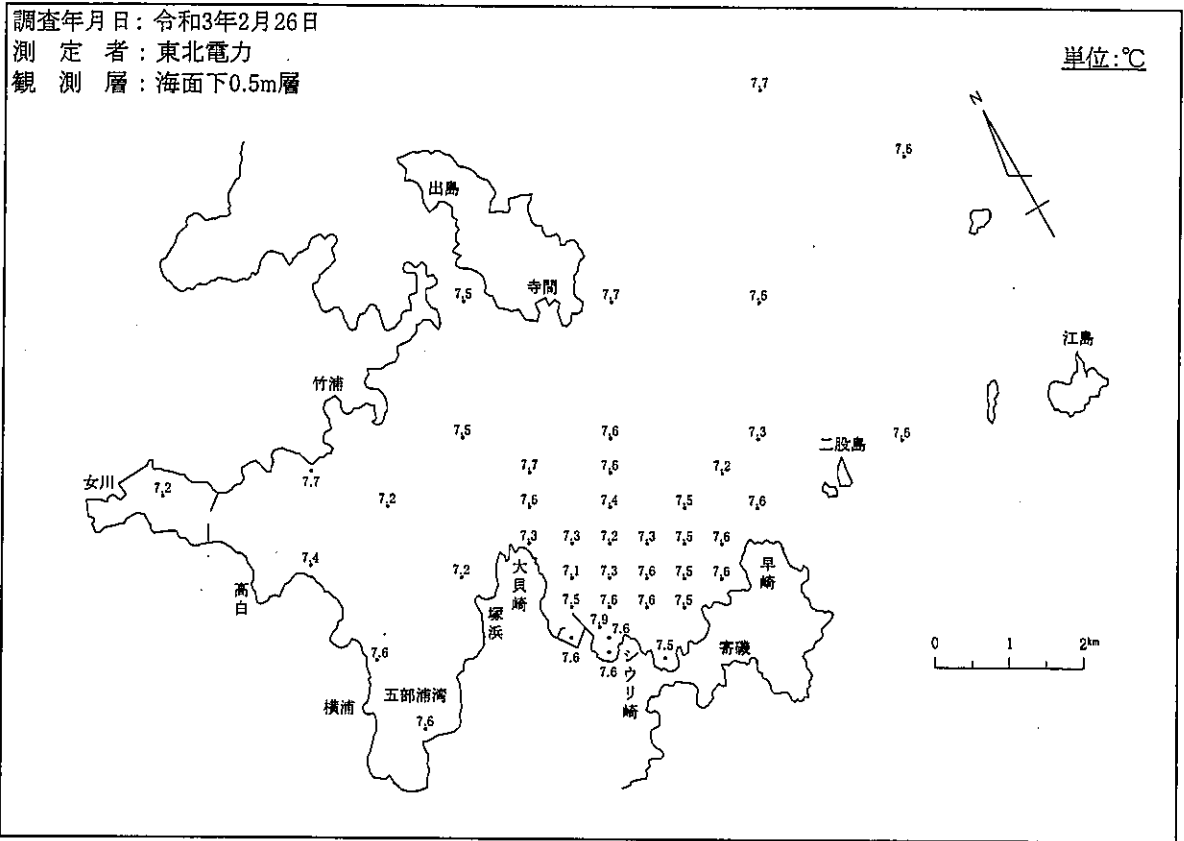 調査年月日：令和3年2月26日
測定者：東北電力
観測層：海面下0.5m層
単位:℃
7.7
N
7.6
出島
7.5
寺間
7.7
7.6
江島
竹浦
7.5
7.6
7.3
7.6
二股島
7.7
7.6
7.2
女川
7.2
7.7
7.2
7.6
7.4
7.5
7.6
7.3
7.3
7.2
7.3
7.5
7.6
7.4
7.2
大貝崎
7.1
7.3
7.6
7.5
7.6
早崎
高白
塚浜
7.5
7.6
7.6
7.5
7.9
7.6
7.6
7.6
7.6
シウリ崎
7.5
寄磯
0 1 2km
横浦
五部浦湾
7.6